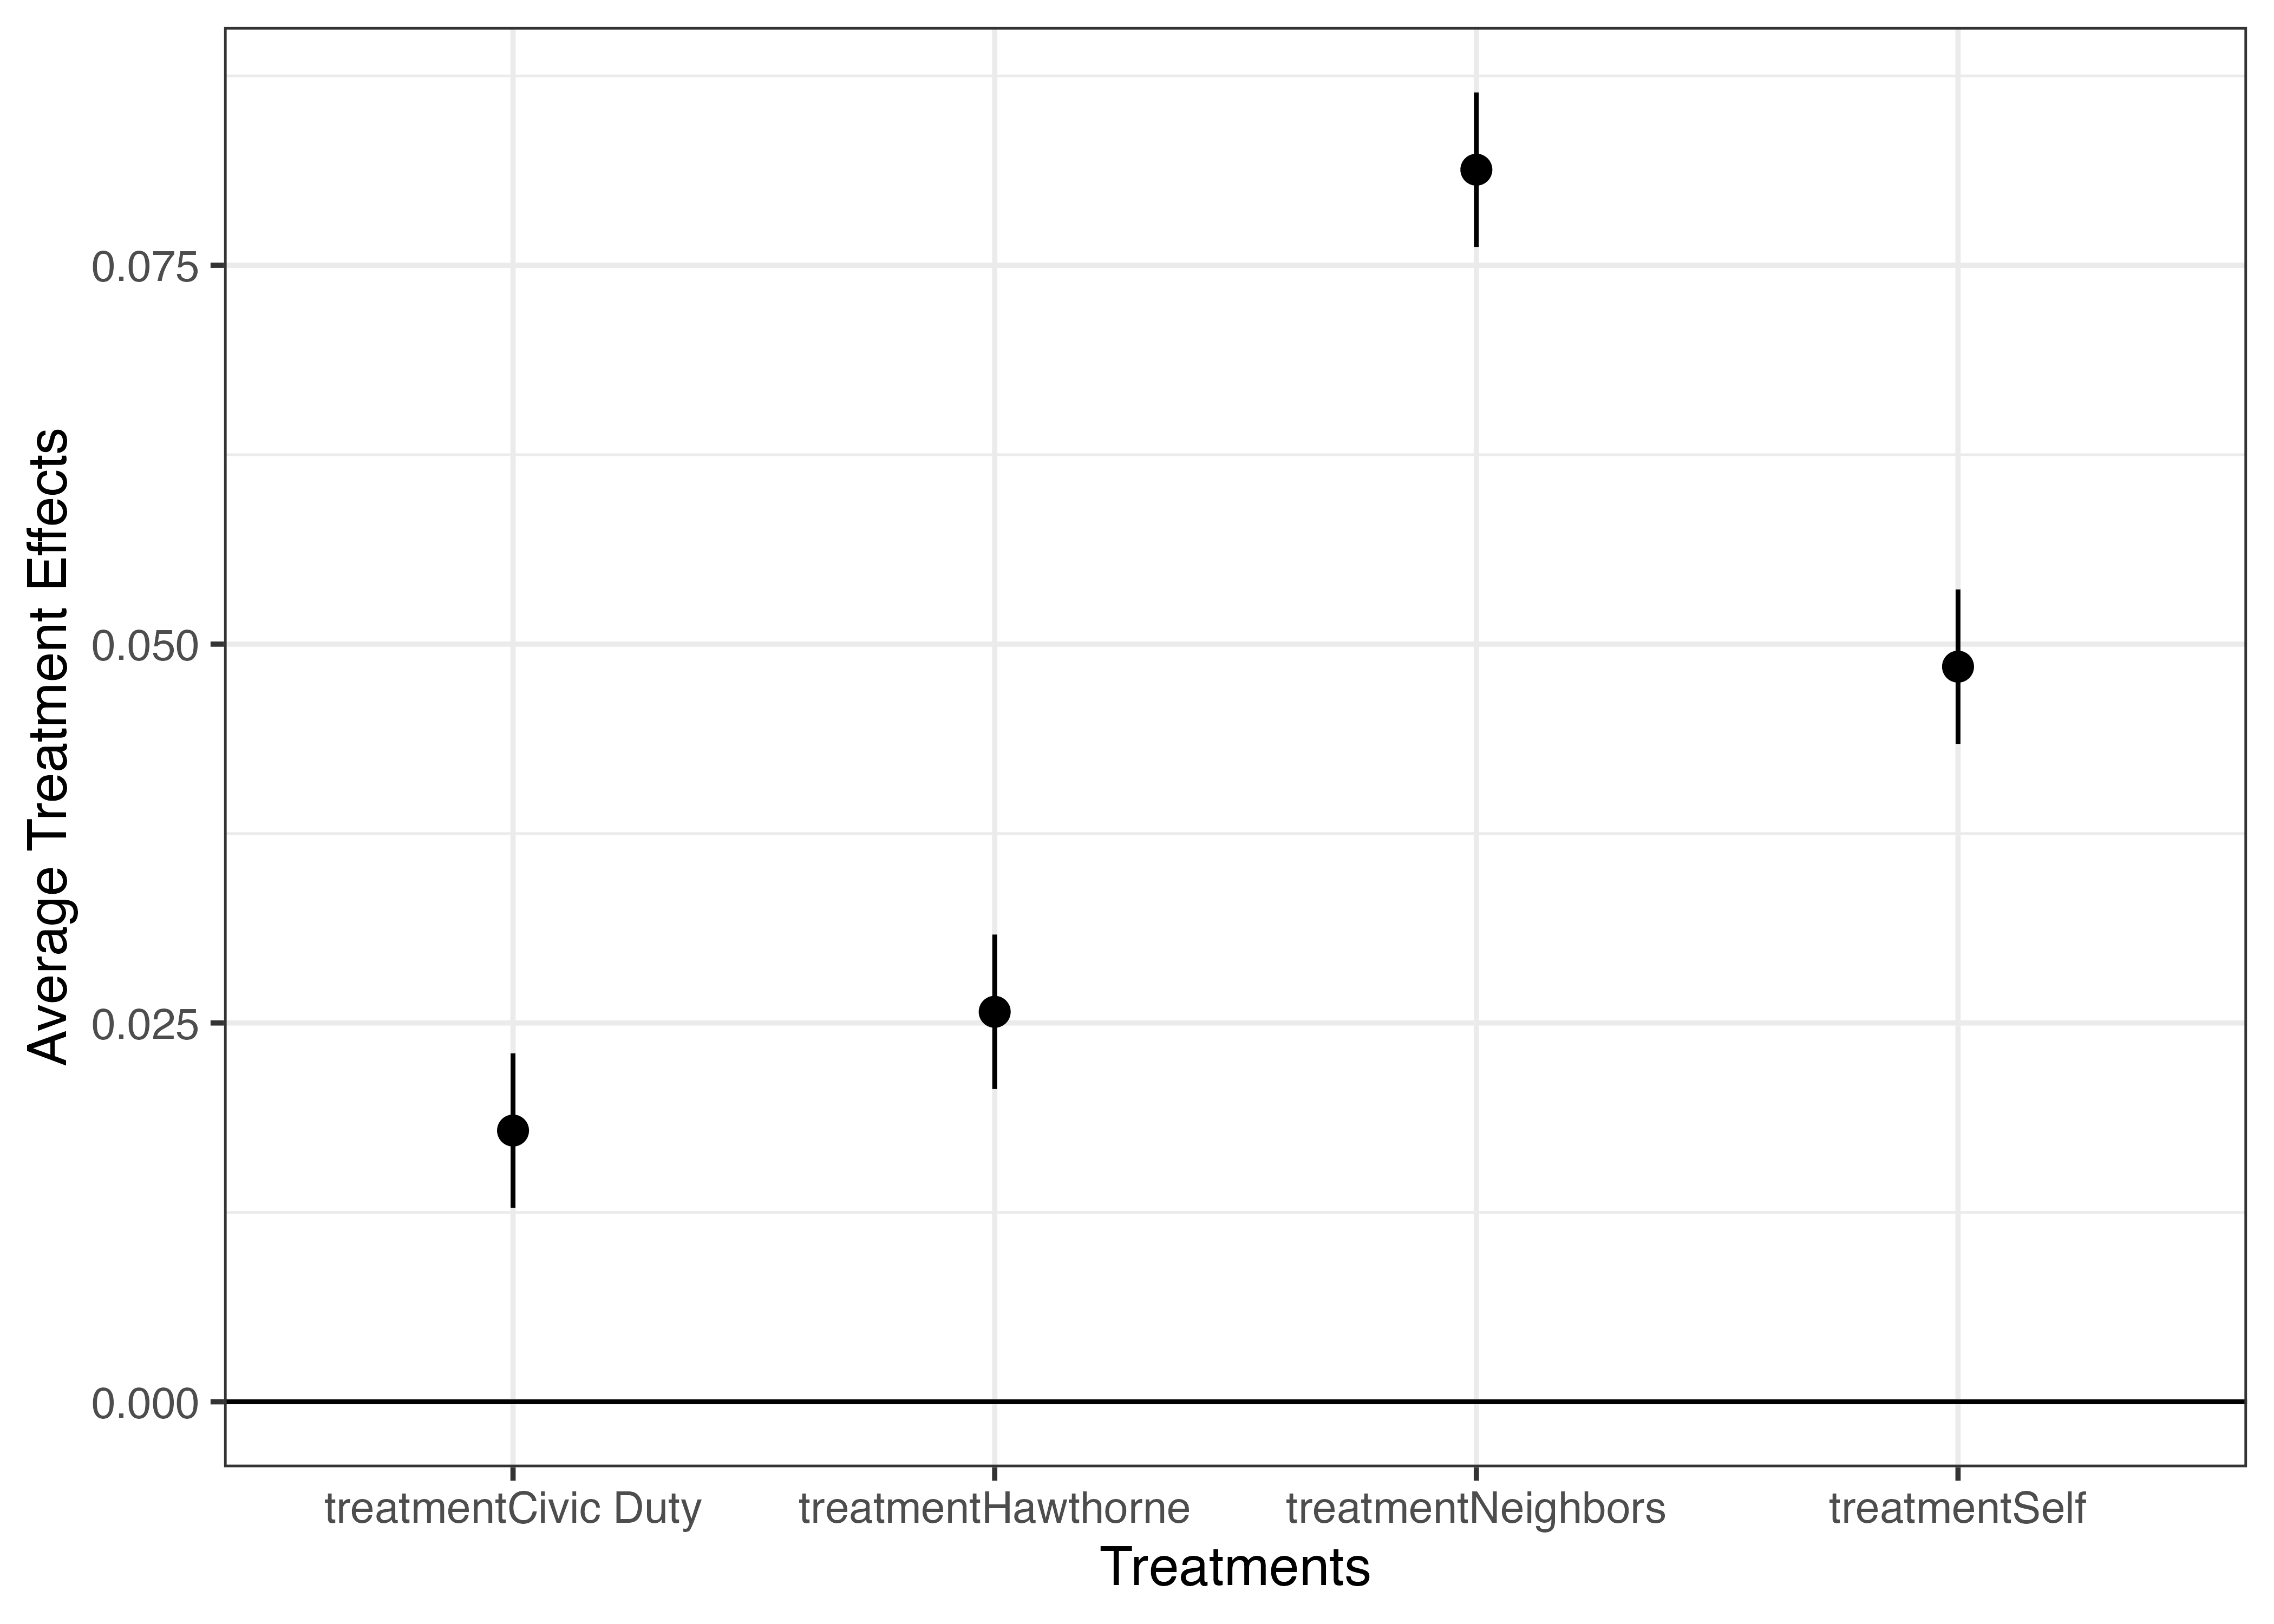 Average Treatment Effects
0.075
0.050
0.025
0.000
treatmentCivic Duty treatmentHawthorne treatmentNeighbors treatmentSelf
Treatments